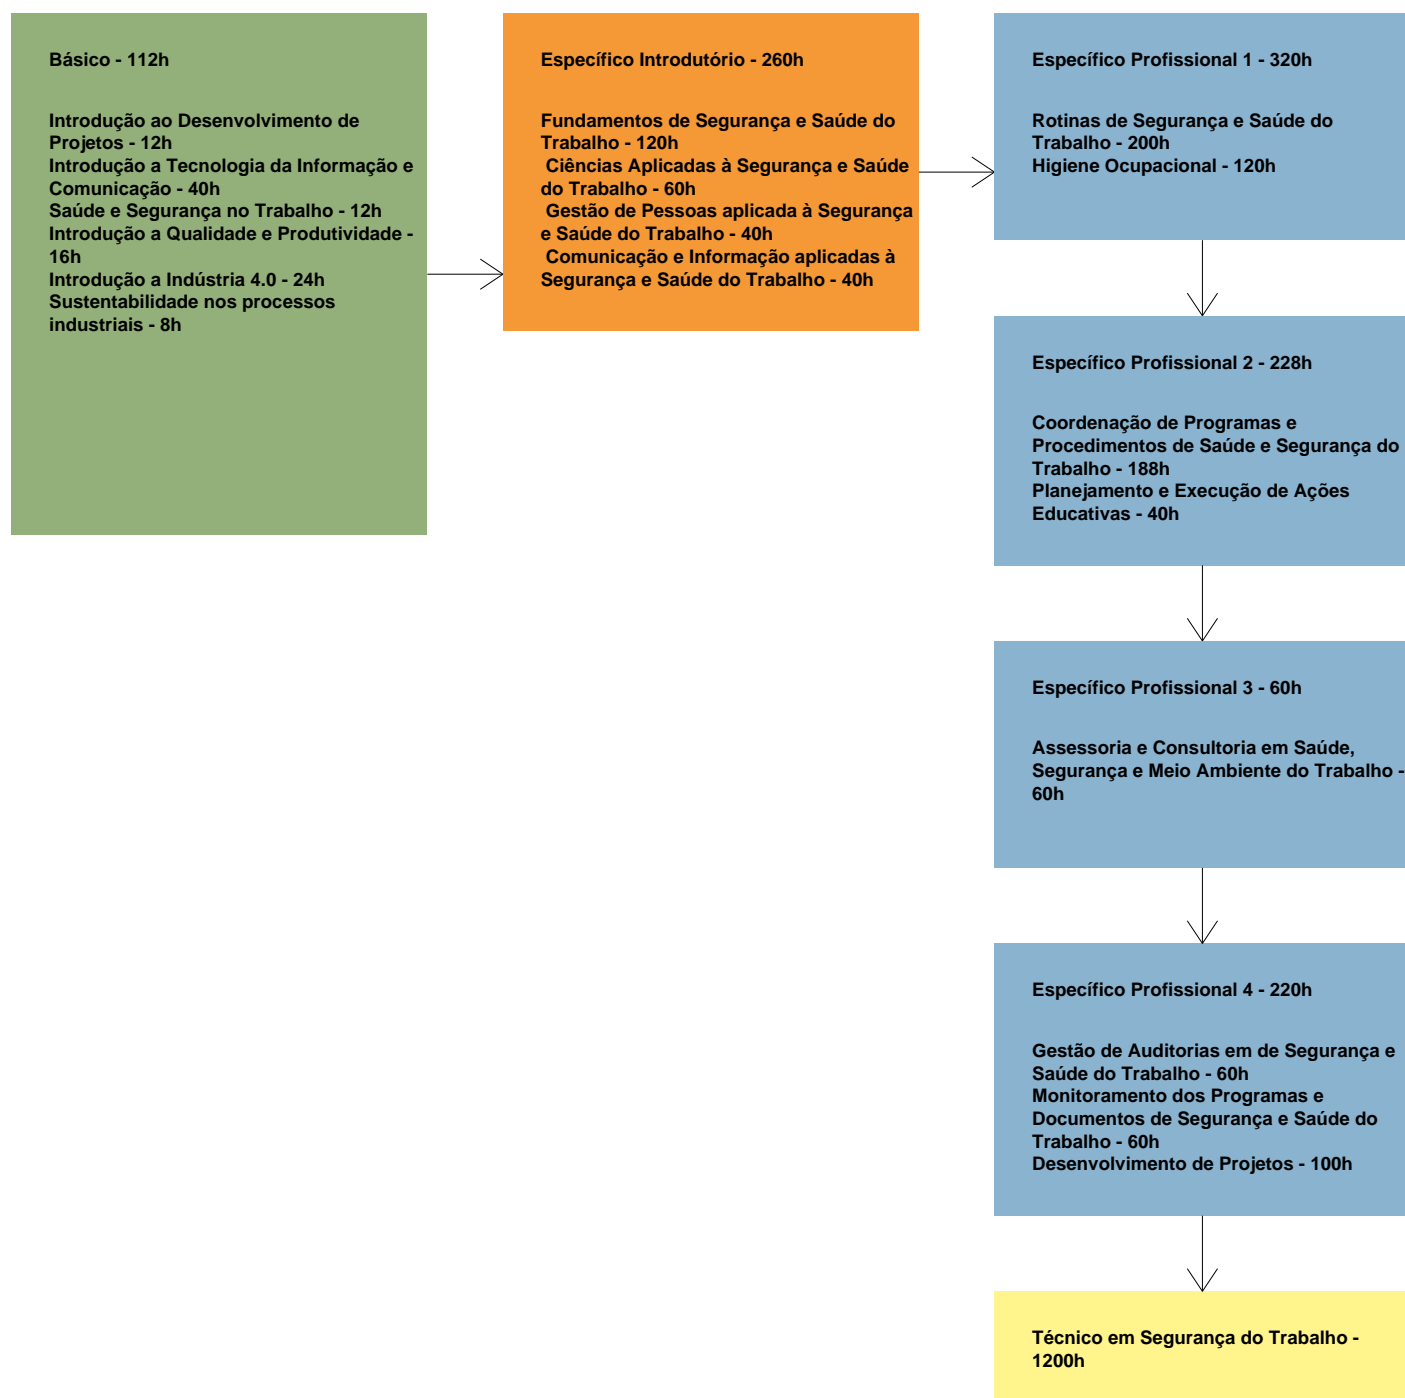 Básico - 112h
Introdução ao Desenvolvimento de
Projetos - 12h
Introdução a Tecnologia da Informação e
Comunicação - 40h
Saúde e Segurança no Trabalho - 12h
Introdução a Qualidade e Produtividade -
16h
Introdução a Indústria 4.0 - 24h
Sustentabilidade nos processos
industriais - 8h
Específico Introdutório - 260h
Fundamentos de Segurança e Saúde do
Trabalho - 120h
Ciências Aplicadas à Segurança e Saúde
do Trabalho - 60h
Gestão de Pessoas aplicada à Segurança
e Saúde do Trabalho - 40h
Comunicação e Informação aplicadas à
Segurança e Saúde do Trabalho - 40h
Específico Profissional 1 - 320h
Rotinas de Segurança e Saúde do
Trabalho - 200h
Higiene Ocupacional - 120h
Específico Profissional 2 - 228h
Coordenação de Programas e
Procedimentos de Saúde e Segurança do
Trabalho - 188h
Planejamento e Execução de Ações
Educativas - 40h
Específico Profissional 3 - 60h
Assessoria e Consultoria em Saúde,
Segurança e Meio Ambiente do Trabalho -
60h
Específico Profissional 4 - 220h
Gestão de Auditorias em de Segurança e
Saúde do Trabalho - 60h
Monitoramento dos Programas e
Documentos de Segurança e Saúde do
Trabalho - 60h
Desenvolvimento de Projetos - 100h
Técnico em Segurança do Trabalho -
1200h